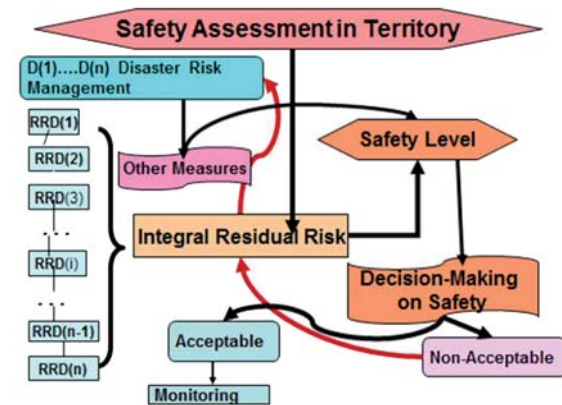 Safety Assessment in Territory
D(1)....D(n) Disaster Risk
Management
RRD(1)
RRD(2)
RRD(3)
...
RRD(i)
...
RRD(n-1)
RRD(n)
Other Measures
Safety Level
Integral Residual Risk
Decision-Making
on Safety
Acceptable
Non-Acceptable
Monitoring